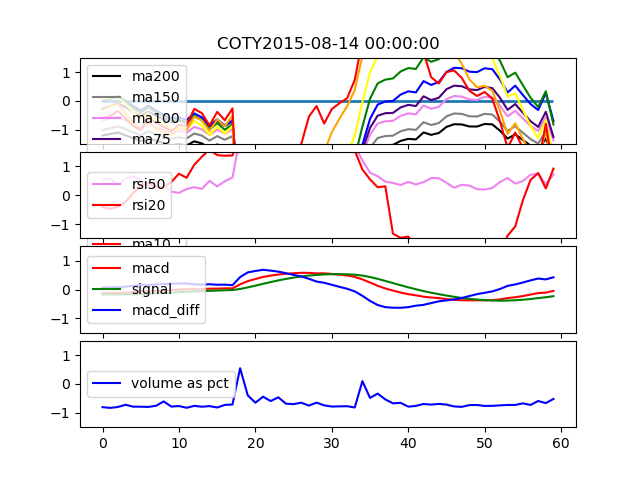 COTY2015-08-14 00:00:00
1
0
−1
ma200
ma150
ma100
ma75
1
0
−1
rsi50
rsi20
ma10
1
0
−1
macd
signal
macd_diff
1
0
−1
volume as pct
0 10 20 30 40 50 60